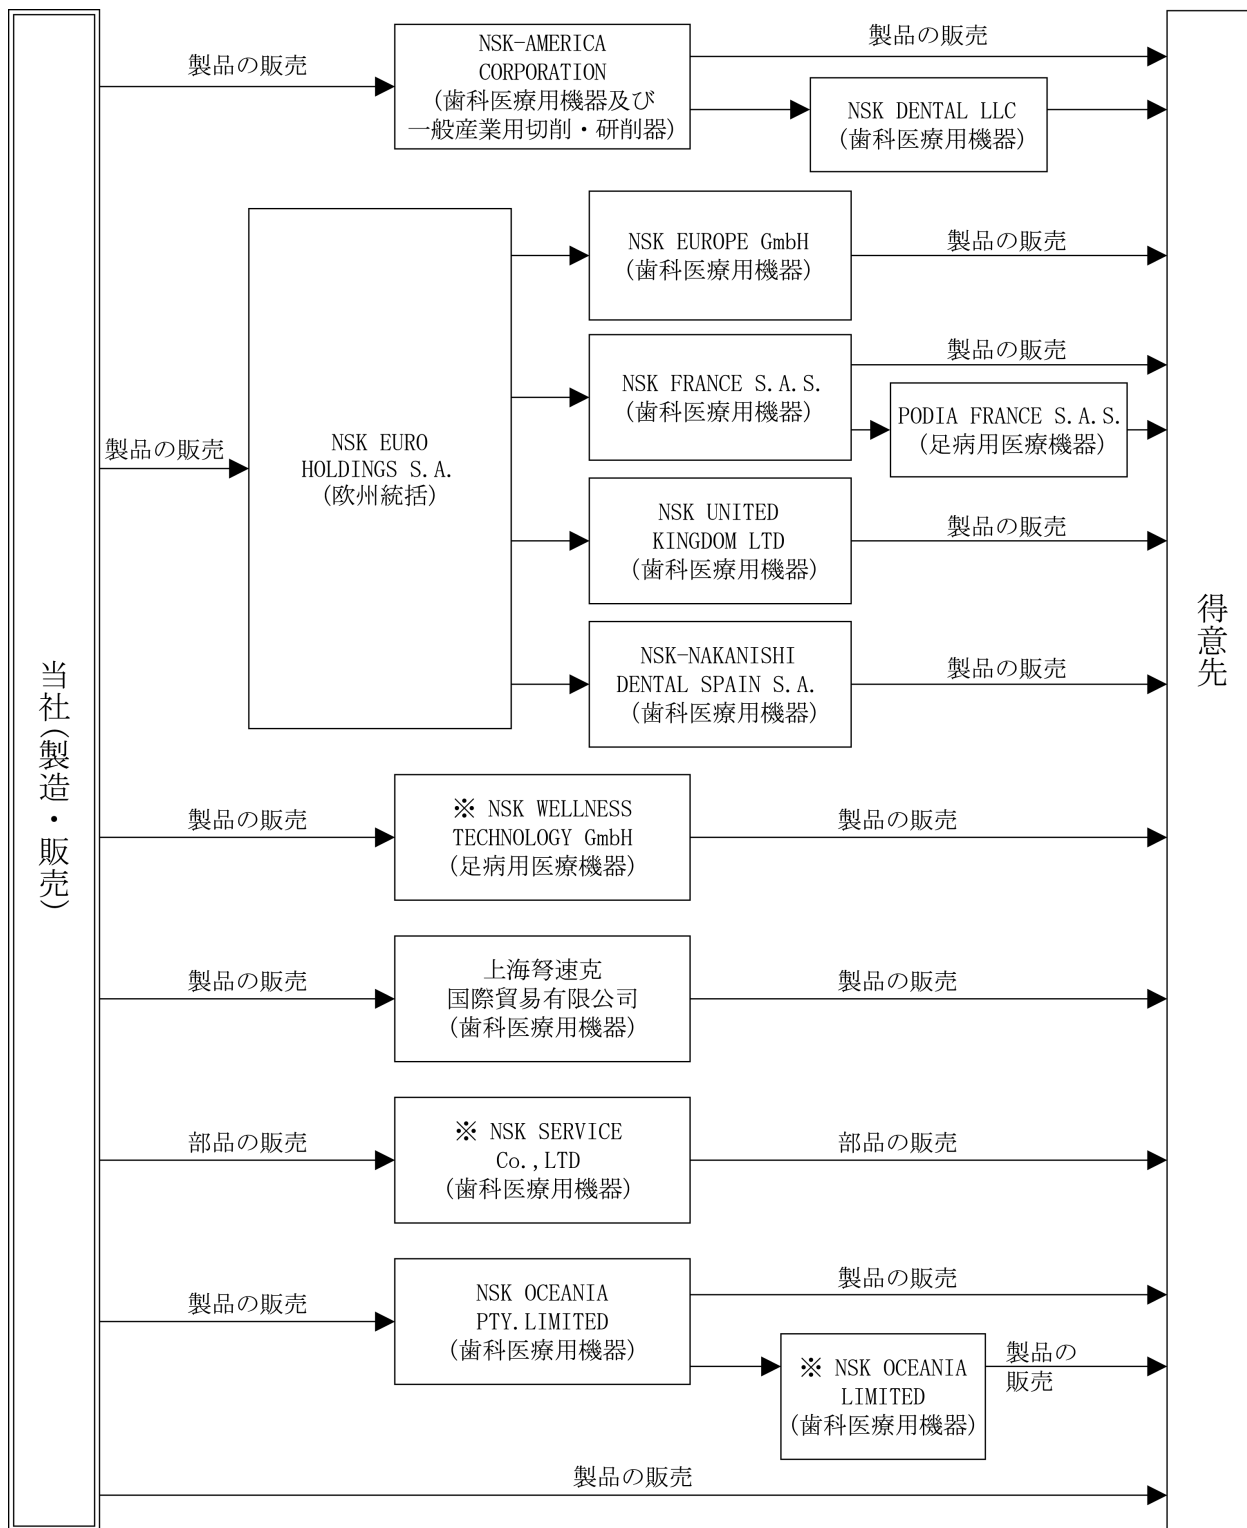 当社(製造・販売)
製品の販売
NSK-AMERICA
CORPORATION
(歯科医療用機器及び
一般産業用切削・研削器)
製品の販売
NSK DENTAL LLC
(歯科医療用機器)
製品の販売
NSK EURO
HOLDINGS S.A.
(欧州統括)
NSK EUROPE GmbH
(歯科医療用機器)
製品の販売
NSK FRANCE S.A.S.
(歯科医療用機器)
製品の販売
PODIA FRANCE S.A.S.
(足病用医療機器)
NSK UNITED
KINGDOM LTD
(歯科医療用機器)
製品の販売
NSK-NAKANISHI
DENTAL SPAIN S.A.
(歯科医療用機器)
製品の販売
製品の販売
※ NSK WELLNESS
TECHNOLOGY GmbH
(足病用医療機器)
製品の販売
製品の販売
上海弩速克
国際貿易有限公司
(歯科医療用機器)
製品の販売
部品の販売
※ NSK SERVICE
Co.,LTD
(歯科医療用機器)
部品の販売
製品の販売
NSK OCEANIA
PTY.LIMITED
(歯科医療用機器)
製品の販売
※ NSK OCEANIA
LIMITED
(歯科医療用機器)
製品の
販売
製品の販売
得意先